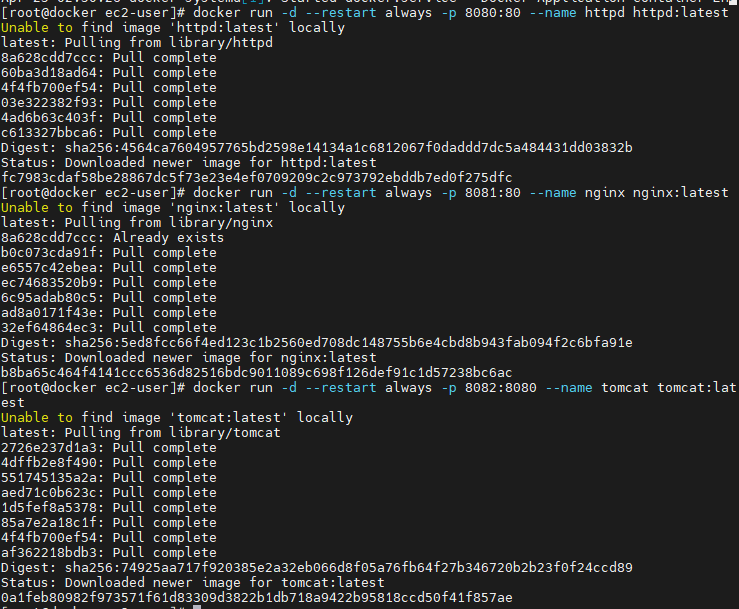 [root@docker ec2-user]# docker run -d --restart always -p 8080:80 --name httpd httpd:latest
Unable to find image 'httpd:latest' locally
latest: Pulling from library/httpd
8a628cdd7ccc: Pull complete
60ba3d18ad64: Pull complete
4f4fb700ef54: Pull complete
03e322382f93: Pull complete
4ad6b63c403f: Pull complete
c613327bbca6: Pull complete
Digest: sha256:4564ca7604957765bd2598e14134a1c6812067f0daddd7dc5a484431dd03832b
Status: Downloaded newer image for httpd:latest
fc7983cdaf58be28867dc5f73e23e4ef0709209c2c973792ebddb7ed0f275dfc
[root@docker ec2-user]# docker run -d --restart always -p 8081:80 --name nginx nginx:latest
Unable to find image 'nginx:latest' locally
latest: Pulling from library/nginx
8a628cdd7ccc: Already exists
b0c073cda91f: Pull complete
e6557c42ebea: Pull complete
ec74683520b9: Pull complete
6c95adab80c5: Pull complete
ad8a0171f43e: Pull complete
32ef64864ec3: Pull complete
Digest: sha256:5ed8fcc66f4ed123c1b2560ed708dc148755b6e4cbd8b943fab094f2c6bfa91e
Status: Downloaded newer image for nginx:latest
b8ba65c464f4141ccc6536d82516bdc9011089c698f126def91c1d57238bc6ac
[root@docker ec2-user]# docker run -d --restart always -p 8082:8080 --name tomcat tomcat:lat
est
Unable to find image 'tomcat:latest' locally
latest: Pulling from library/tomcat
2726e237d1a3: Pull complete
4dffb2e8f490: Pull complete
551745135a2a: Pull complete
aed71c0b623c: Pull complete
1d5fef8a5378: Pull complete
85a7e2a18c1f: Pull complete
4f4fb700ef54: Pull complete
af362218bdb3: Pull complete
Digest: sha256:74925aa717f920385e2a32eb066d8f05a76fb64f27b346720b2b23f0f24ccd89
Status: Downloaded newer image for tomcat:latest
0a1feb80982f973571f61d83309d3822b1db718a9422b95818ccd50f41f857ae